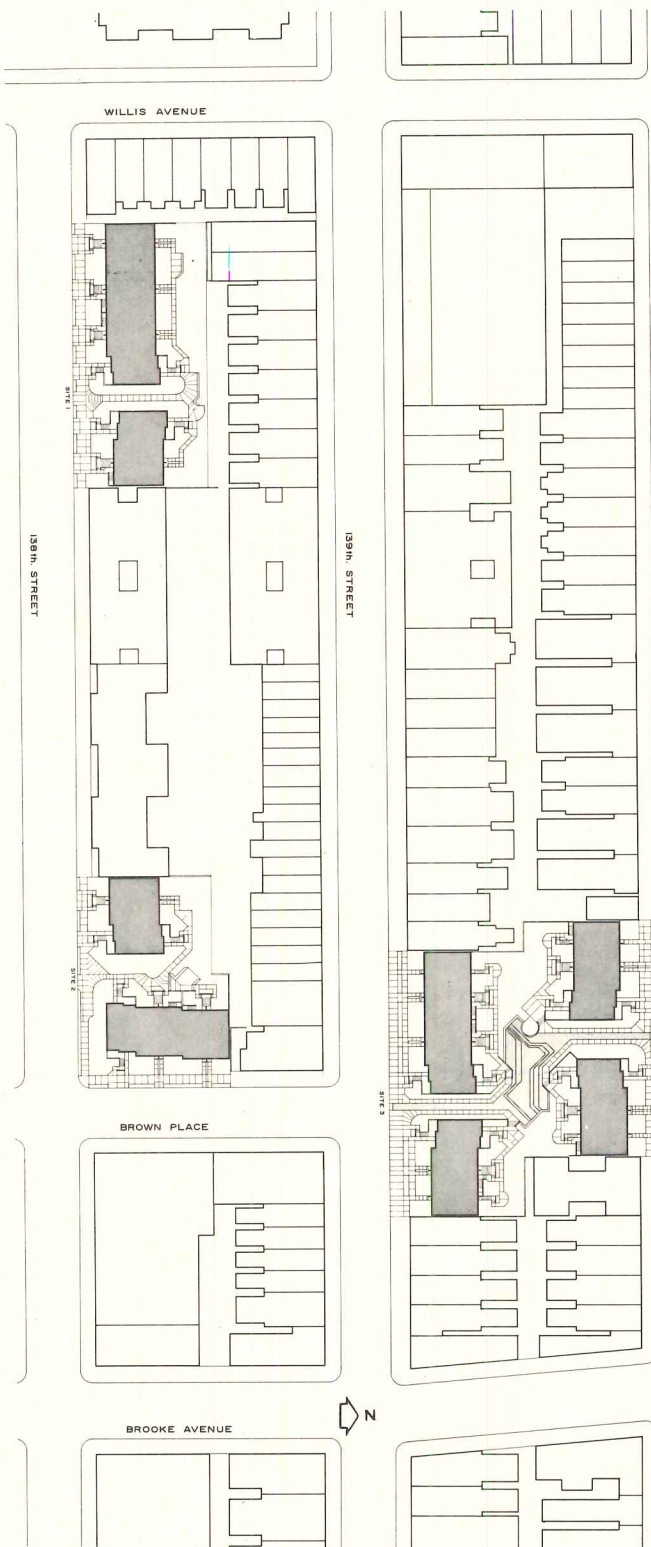 WILLIS AVENUE
SITE 1
138th. STREET
139th. STREET
SITE 2
SITE 3
BROWN PLACE
N
BROOKE AVENUE